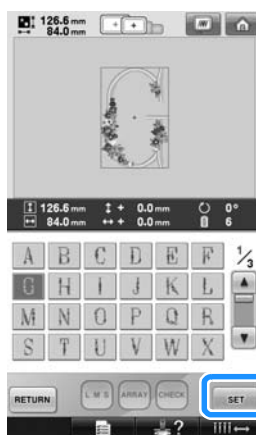 126.6 mm
84.0 mm
126.6 mm + 0.0 mm 0°
84.0 mm + 0.0 mm 6
A B C D E F 1/3
G H I J K L
M N O P Q R
S T U V W X
RETURN L M S ARRAY CHECK SET
?